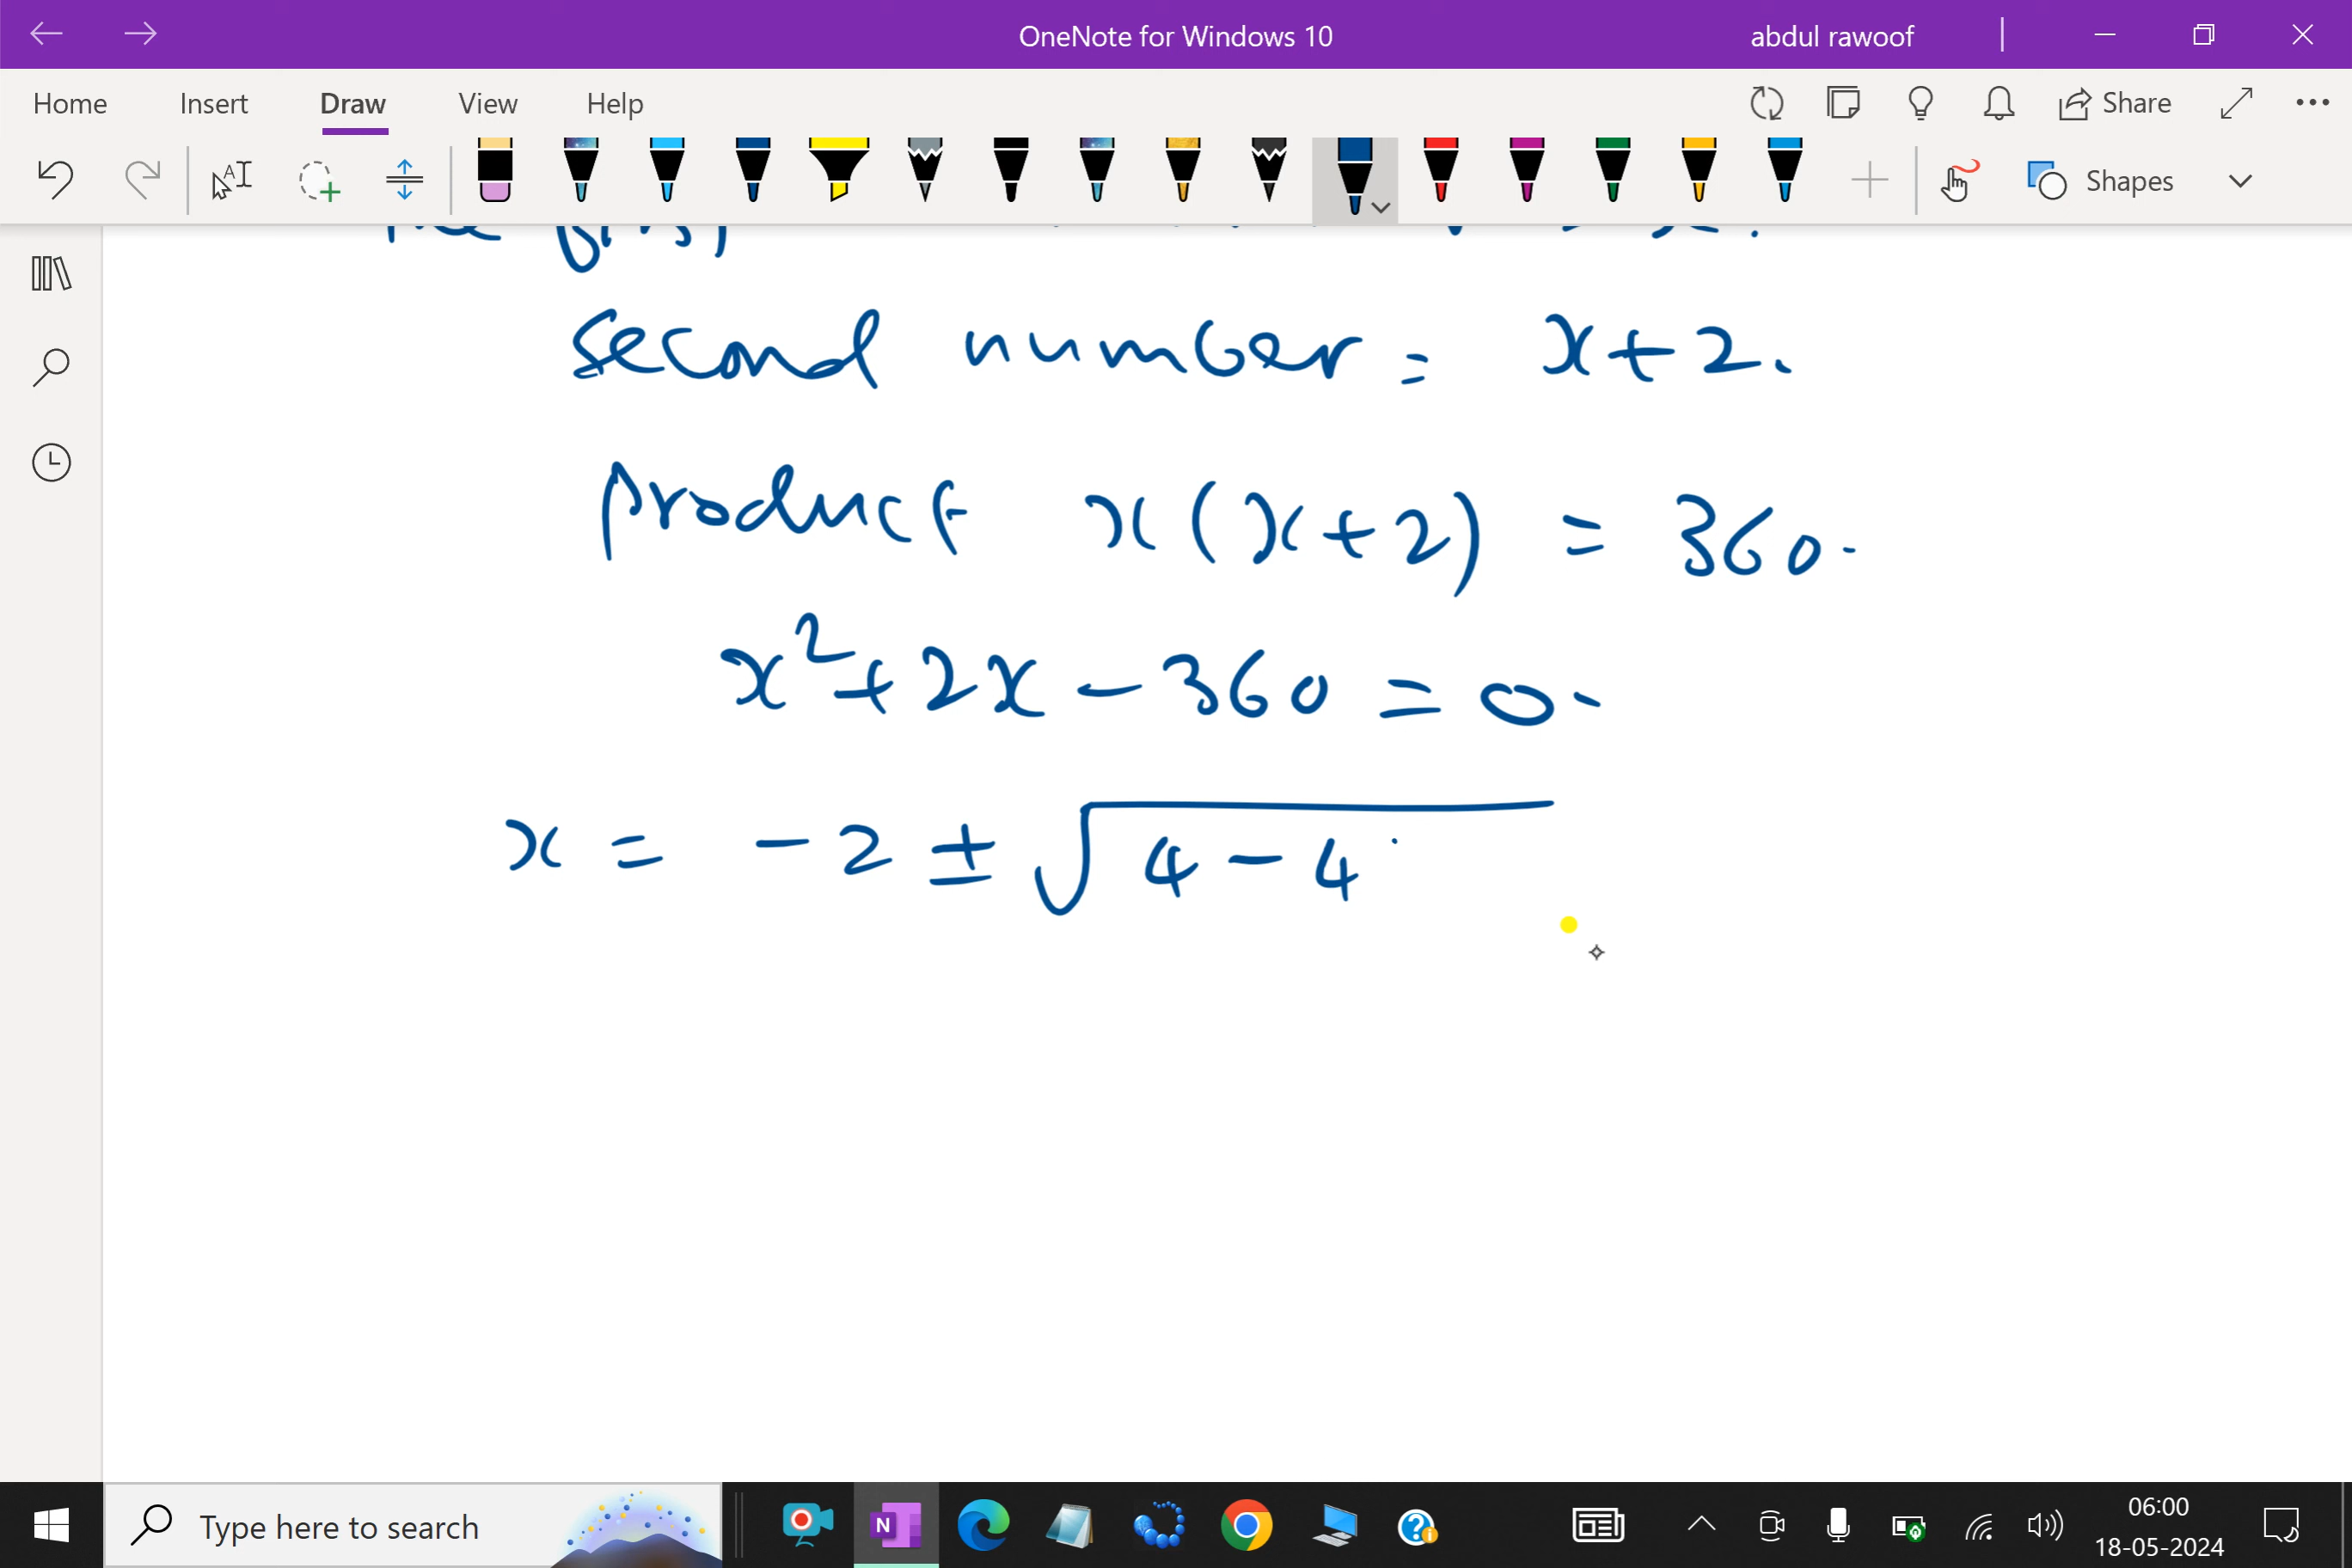 OneNote for Windows 10 abdul rawoof
Home Insert Draw View Help Share
Shapes
second number = x+2.
product x(x+2) = 360.
x²+2x-360=0.
x = -2 ± √4-4
Type here to search
06:00
18-05-2024